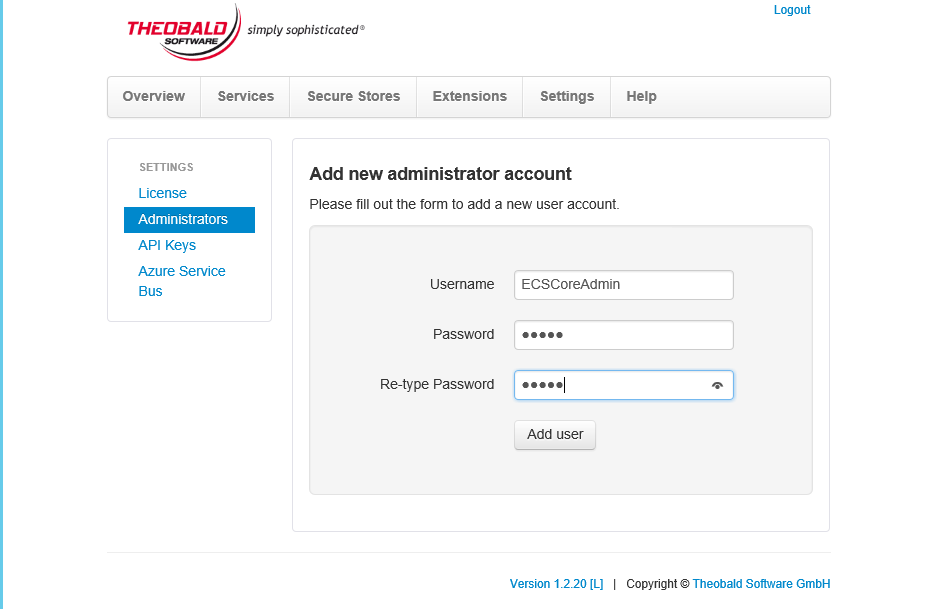 Logout
THEOBALD
SOFTWARE
simply sophisticated®
Overview Services Secure Stores Extensions Settings Help
SETTINGS
License
Administrators
API Keys
Azure Service
Bus
Add new administrator account
Please fill out the form to add a new user account.
Username ECSCoreAdmin
Password •••••
Re-type Password •••••
Add user
Version 1.2.20 [L] | Copyright © Theobald Software GmbH